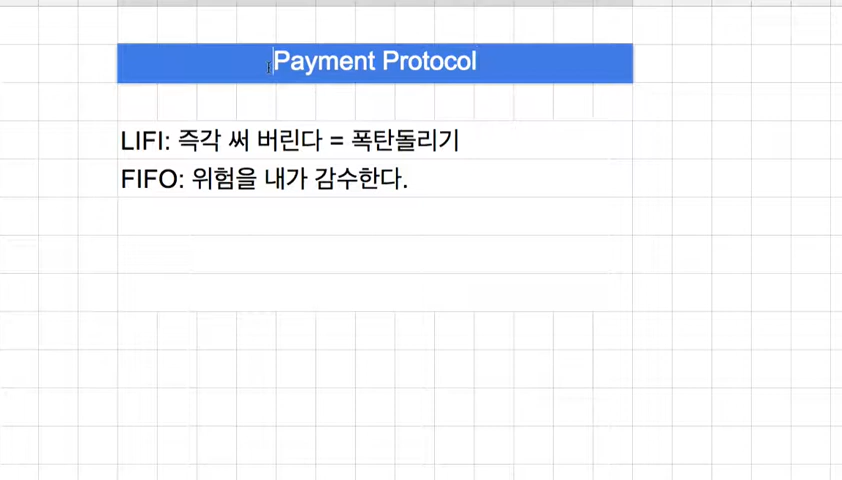 Payment Protocol
LIFI: 즉각 써 버린다 = 폭탄돌리기
FIFO: 위험을 내가 감수한다.